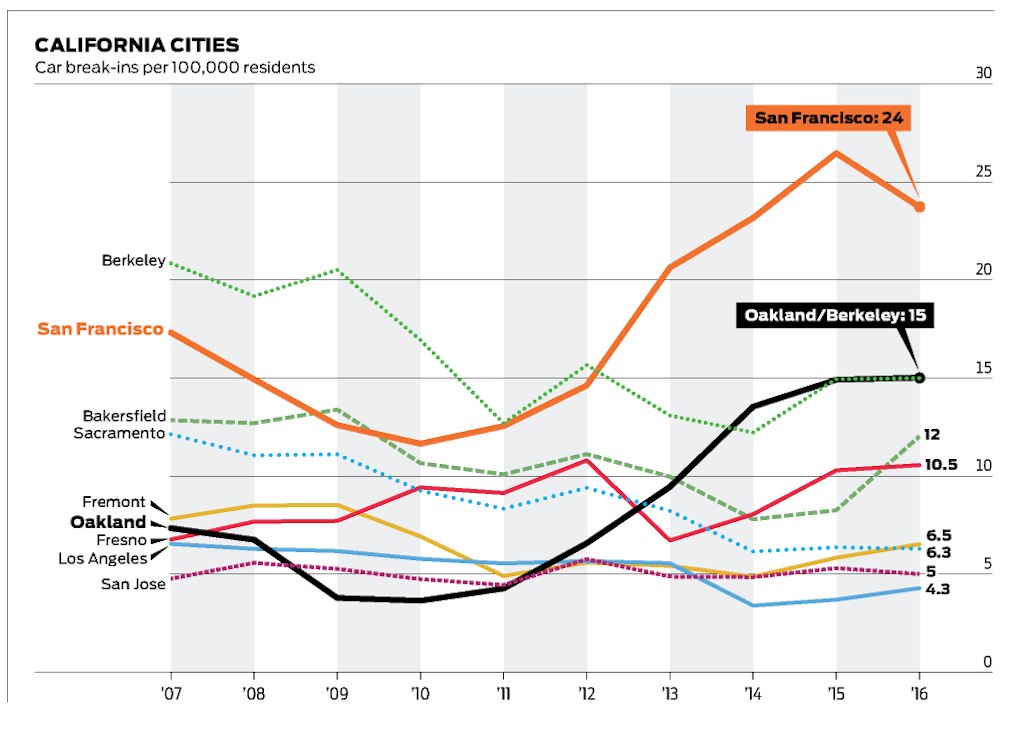 CALIFORNIA CITIES
Car break-ins per 100,000 residents
30
San Francisco: 24
25
Berkeley
20
San Francisco
Oakland/Berkeley: 15
15
Bakersfield
Sacramento
12
10
10.5
Fremont
Oakland
Fresno
Los Angeles
San Jose
6.5
6.3
5
5
4.3
0
'07 '08 '09 '10 '11 '12 '13 '14 '15 '16